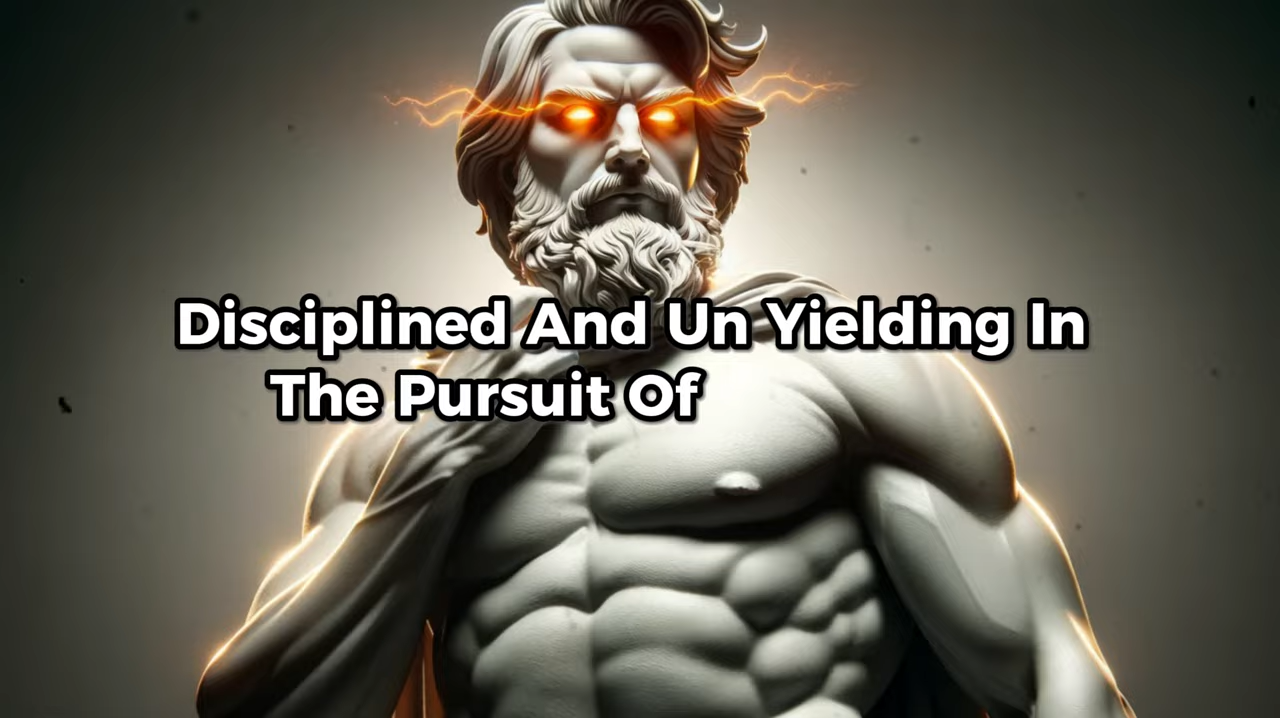 Disciplined And Un Yielding In
The Pursuit Of